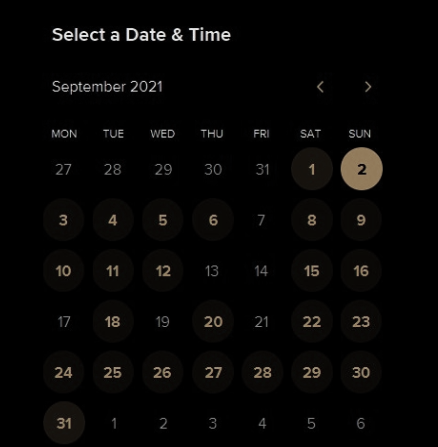 Select a Date & Time
September 2021
MON TUE WED THU FRI SAT SUN
27 28 29 30 31 1 2
3 4 5 6 7 8 9
10 11 12 13 14 15 16
17 18 19 20 21 22 23
24 25 26 27 28 29 30
31 1 2 3 4 5 6